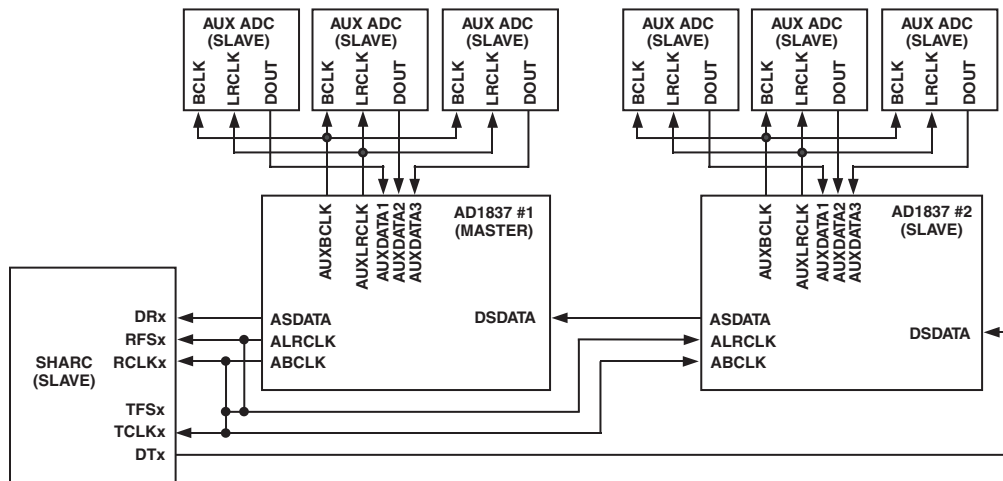 AUX ADC
(SLAVE)
BCLK
LRCLK
DOUT
AUX ADC
(SLAVE)
BCLK
LRCLK
DOUT
AUX ADC
(SLAVE)
BCLK
LRCLK
DOUT
AUX ADC
(SLAVE)
BCLK
LRCLK
DOUT
AUX ADC
(SLAVE)
BCLK
LRCLK
DOUT
AUX ADC
(SLAVE)
BCLK
LRCLK
DOUT
AUXBCLK
AUXLRCLK
AUXDATA1
AUXDATA2
AUXDATA3
AD1837 #1
(MASTER)
ASDATA
ALRCLK
ABCLK
DSDATA
AUXBCLK
AUXLRCLK
AUXDATA1
AUXDATA2
AUXDATA3
AD1837 #2
(SLAVE)
ASDATA
ALRCLK
ABCLK
DSDATA
SHARC
(SLAVE)
DRx
RFSx
RCLKx
TFSx
TCLKx
DTx